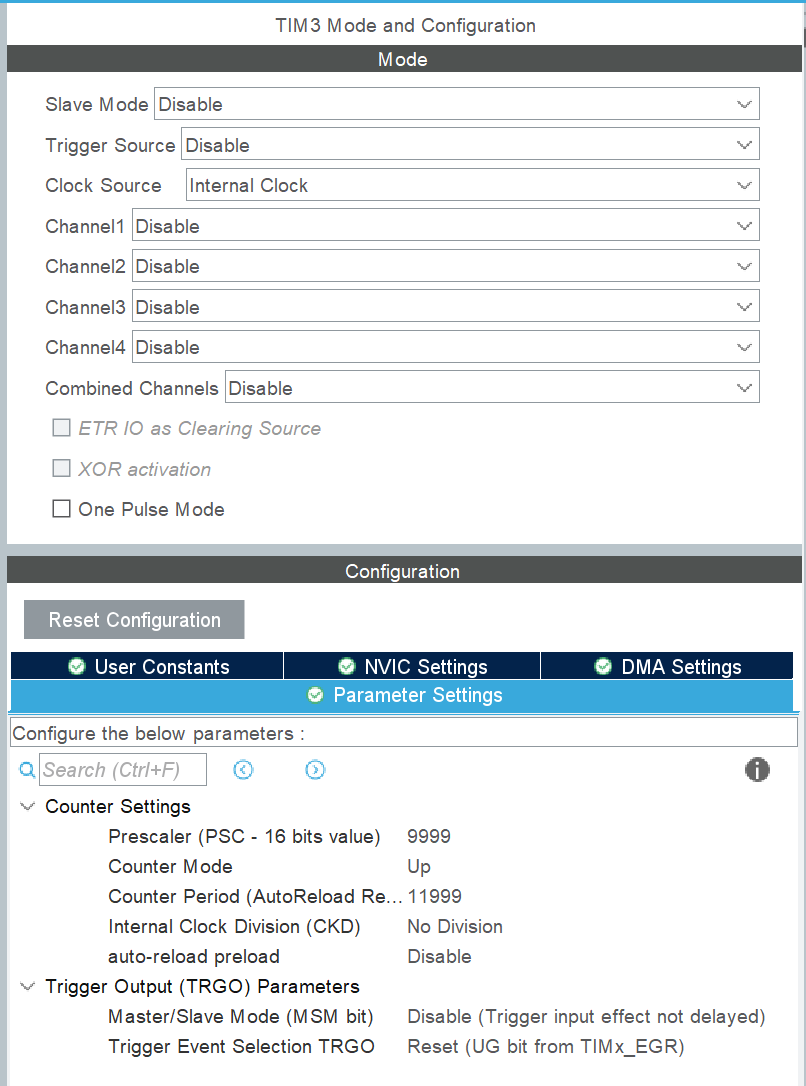 TIM3 Mode and Configuration
Mode
Slave Mode Disable
Trigger Source Disable
Clock Source Internal Clock
Channel1 Disable
Channel2 Disable
Channel3 Disable
Channel4 Disable
Combined Channels Disable
ETR IO as Clearing Source
XOR activation
One Pulse Mode
Configuration
Reset Configuration
User Constants NVIC Settings DMA Settings
Parameter Settings
Configure the below parameters :
Search (Ctrl+F)
Counter Settings
Prescaler (PSC - 16 bits value) 9999
Counter Mode Up
Counter Period (AutoReload Re... 11999
Internal Clock Division (CKD) No Division
auto-reload preload Disable
Trigger Output (TRGO) Parameters
Master/Slave Mode (MSM bit) Disable (Trigger input effect not delayed)
Trigger Event Selection TRGO Reset (UG bit from TIMx_EGR)